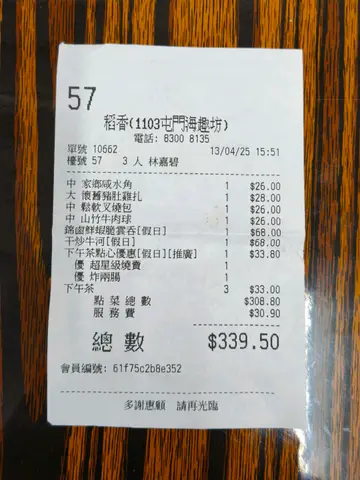 57
稻香(1103屯門海趣坊)
電話: 8300 8135
單號 10662 13/04/25 15:51
檯號 57 3 人 林嘉碧
中 家鄉咸水角 1 $26.00
大 懷舊豬肚雞扎 1 $28.00
中 鬆軟叉燒包 1 $26.00
中 山竹牛肉球 1 $26.00
錦鹵鮮蝦脆雲吞[假日] 1 $68.00
干炒牛河[假日] 1 $68.00
下午茶點心優惠[假日][推廣] 1 $33.80
優 超星級燒賣 1
優 炸兩腸 1
下午茶 3 $33.00
點菜總數 $308.80
服務費 $30.90
總數 $339.50
會員編號: 61f75c2b8e352
多謝惠顧 請再光臨